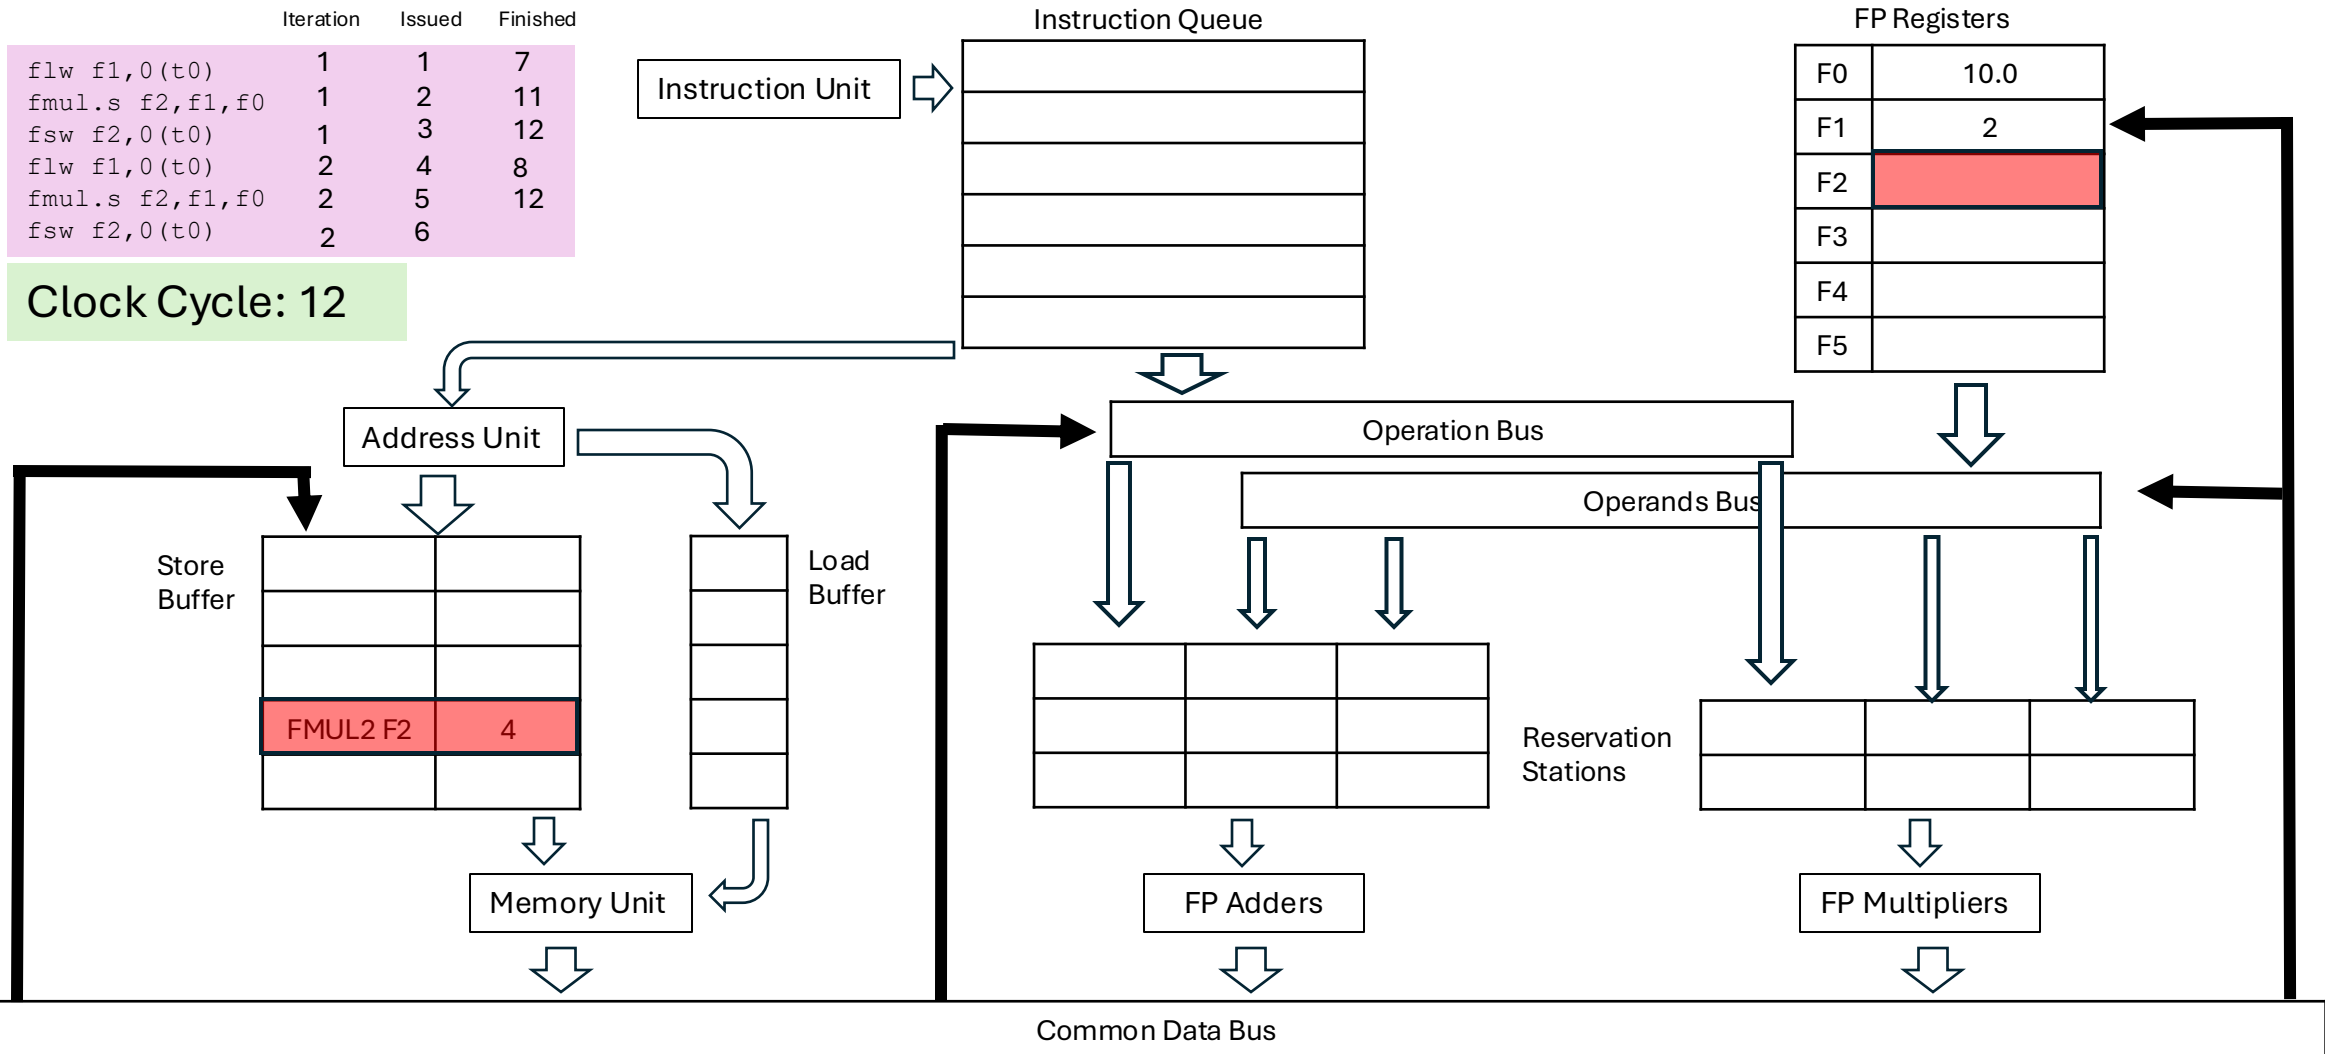 Iteration Issued Finished
flw f1,0(t0) 1 1 7
fmul.s f2,f1,f0 1 2 11
fsw f2,0(t0) 1 3 12
flw f1,0(t0) 2 4 8
fmul.s f2,f1,f0 2 5 12
fsw f2,0(t0) 2 6
Clock Cycle: 12
Instruction Unit
Instruction Queue
FP Registers
F0 10.0
F1 2
F2
F3
F4
F5
Address Unit
Operation Bus
Operands Bus
Store
Buffer
Load
Buffer
FMUL2 F2 4
Reservation
Stations
Memory Unit
FP Adders
FP Multipliers
Common Data Bus